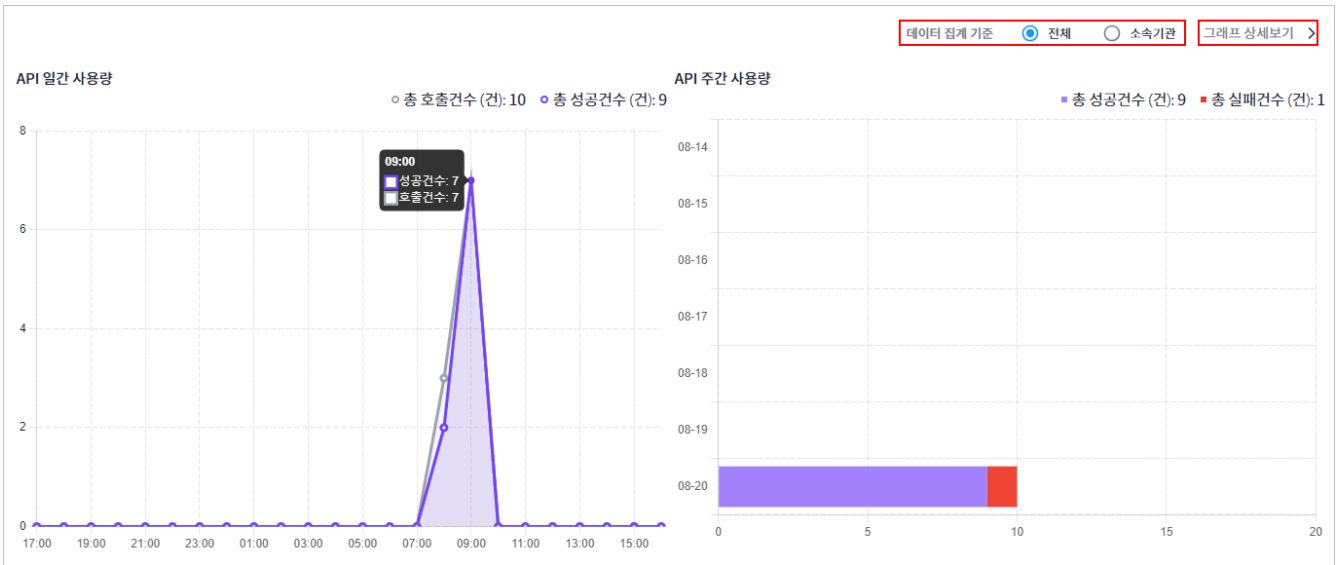 데이터 집계 기준 전체 소속기관 그래프 상세보기
API 일간 사용량
총 호출건수 (건): 10 총 성공건수 (건): 9
8
6
4
2
0
09:00
성공건수: 7
호출건수: 7
17:00 19:00 21:00 23:00 01:00 03:00 05:00 07:00 09:00 11:00 13:00 15:00
API 주간 사용량
총 성공건수 (건): 9 총 실패건수 (건): 1
08-14
08-15
08-16
08-17
08-18
08-19
08-20
0 5 10 15 20